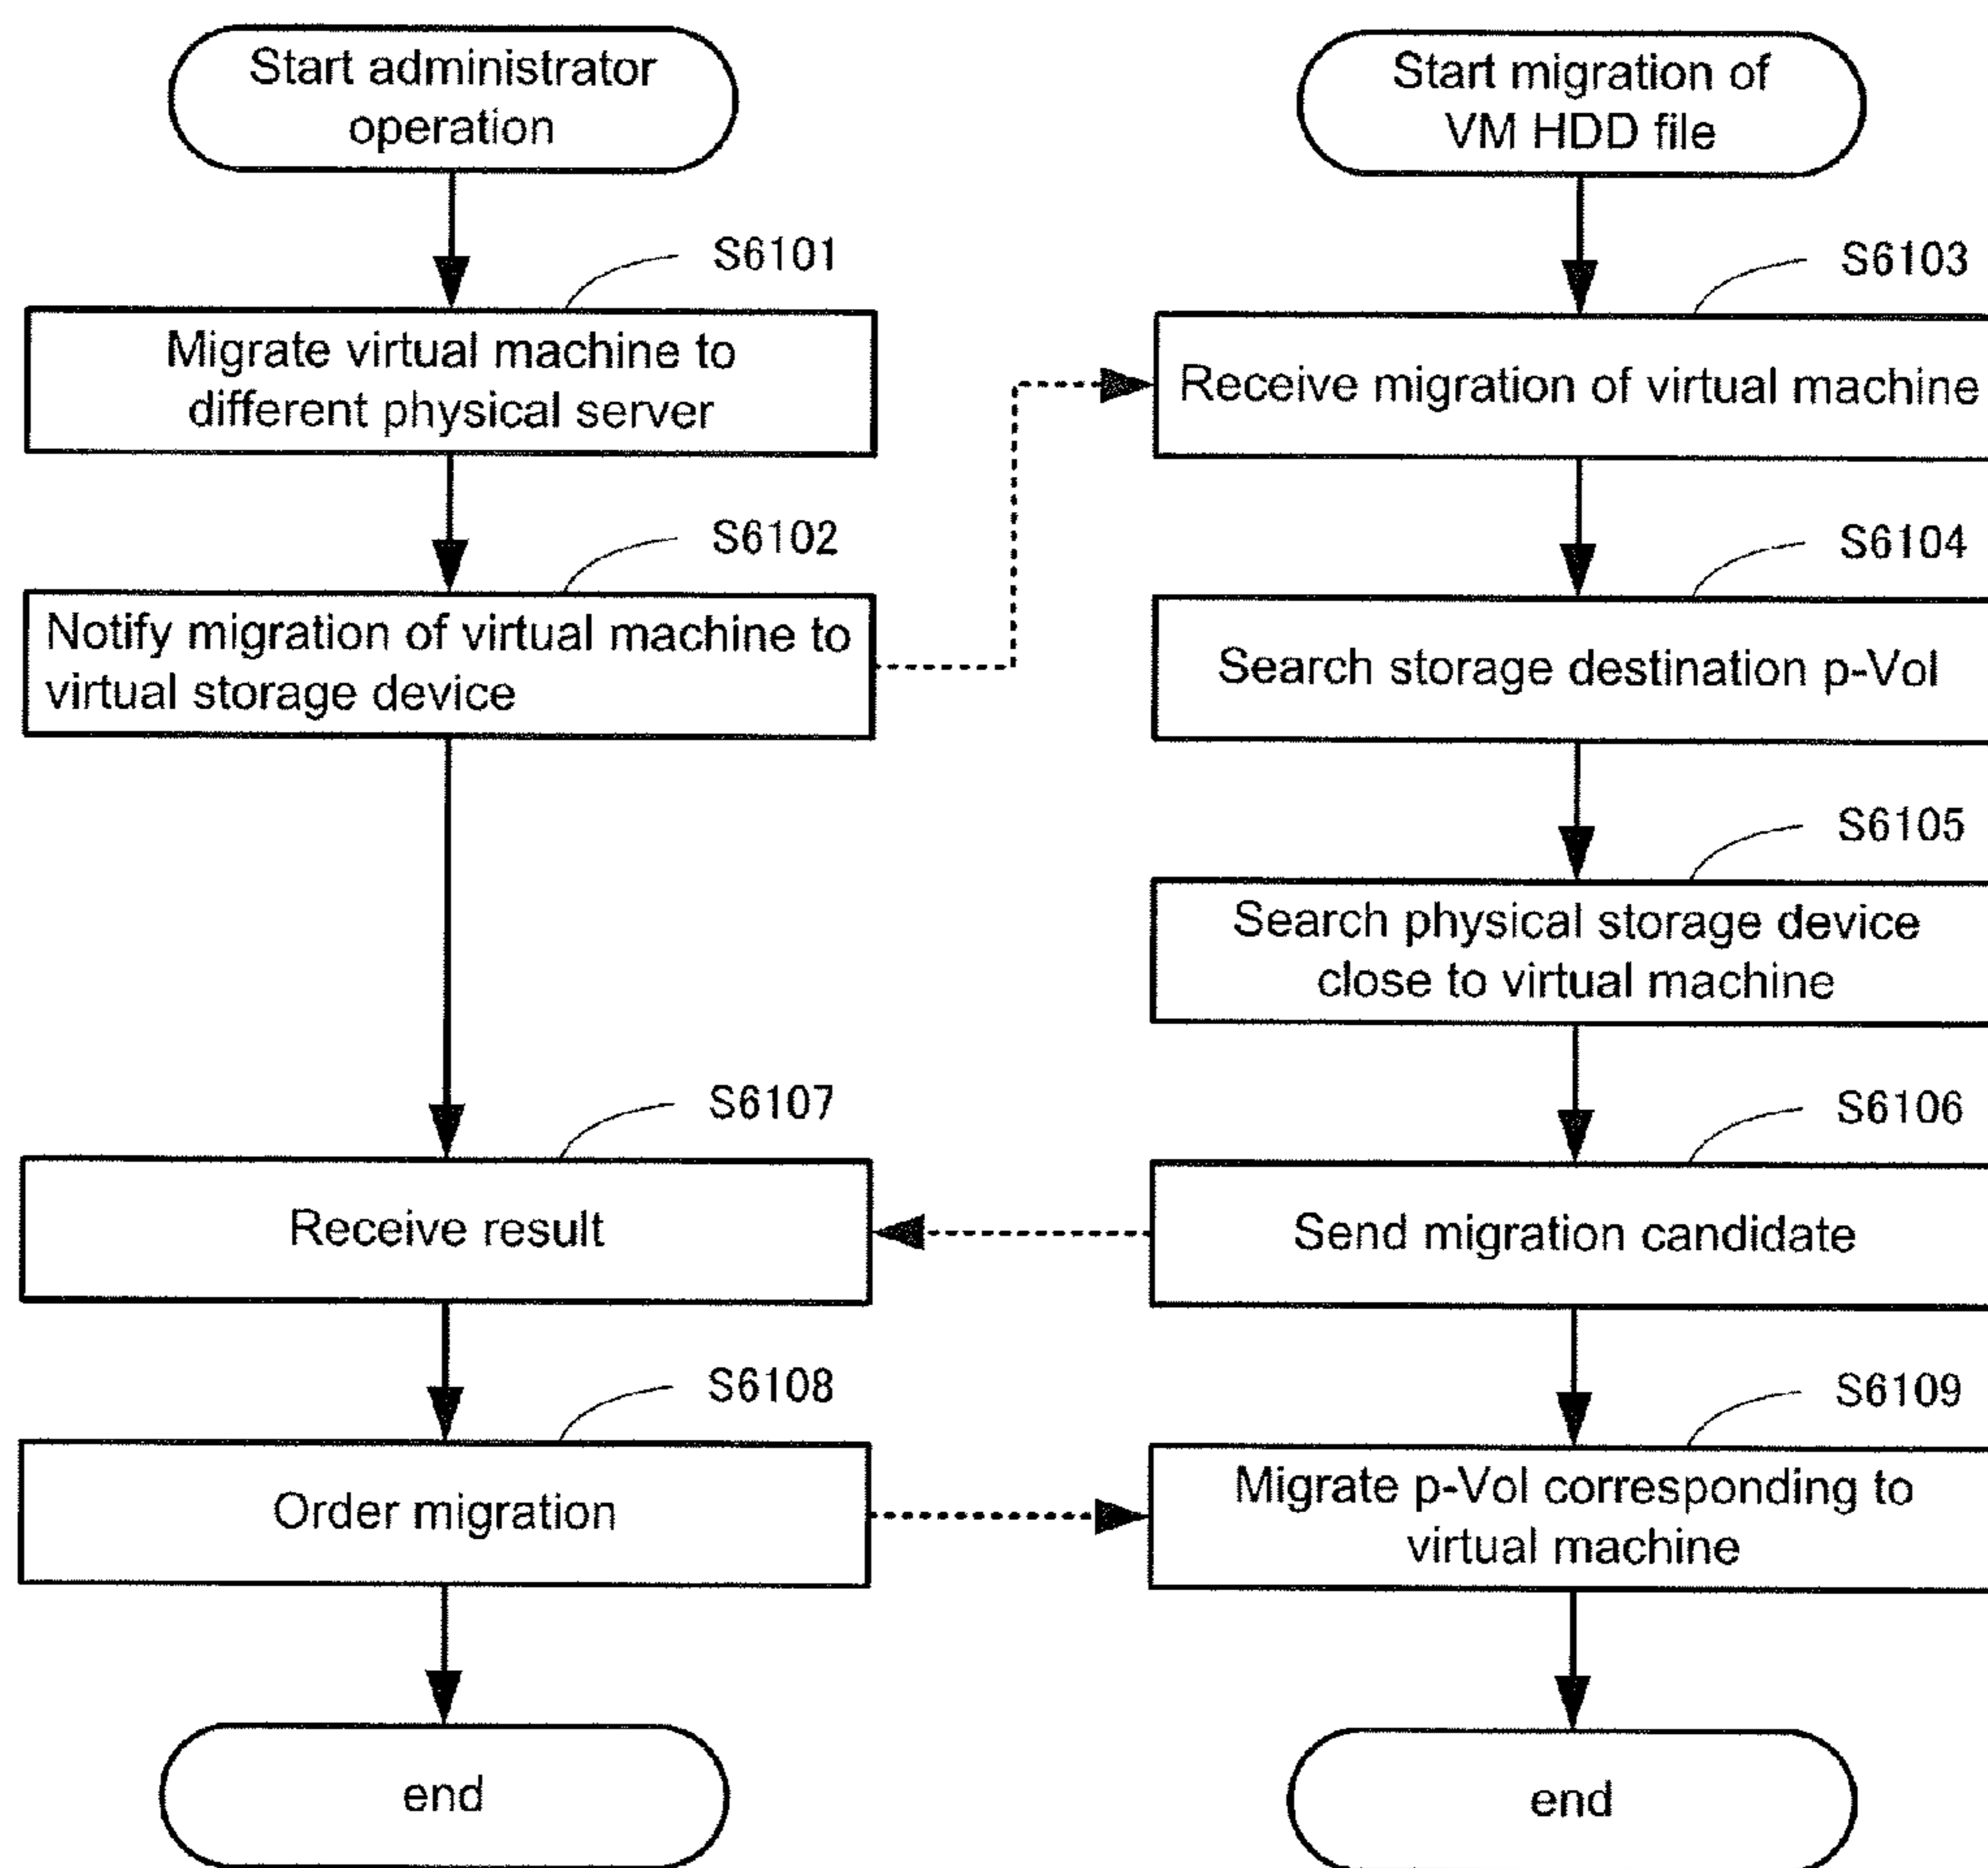 Start administrator
operation
S6101
Migrate virtual machine to
different physical server
S6102
Notify migration of virtual machine to
virtual storage device
S6107
Receive result
S6108
Order migration
end
Start migration of
VM HDD file
S6103
Receive migration of virtual machine
S6104
Search storage destination p-Vol
S6105
Search physical storage device
close to virtual machine
S6106
Send migration candidate
S6109
Migrate p-Vol corresponding to
virtual machine
end